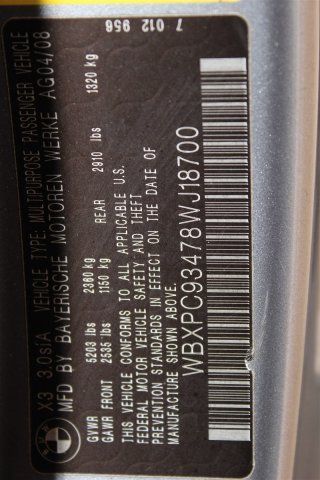 X3 3.0siA VEHICLE TYPE: MULTIPURPOSE PASSENGER VEHICLE
MFD BY BAYERISCHE MOTOREN WERKE AG04/08
GVWR 5203 lbs 2360 kg
GAWR FRONT 2535 lbs 1150 kg REAR 2910 lbs 1320 kg
THIS VEHICLE CONFORMS TO ALL APPLICABLE U.S.
FEDERAL MOTOR VEHICLE SAFETY AND THEFT
PREVENTION STANDARDS IN EFFECT ON THE DATE OF
MANUFACTURE SHOWN ABOVE.
WBXPC93478WJ18700
7 012 956
BMW